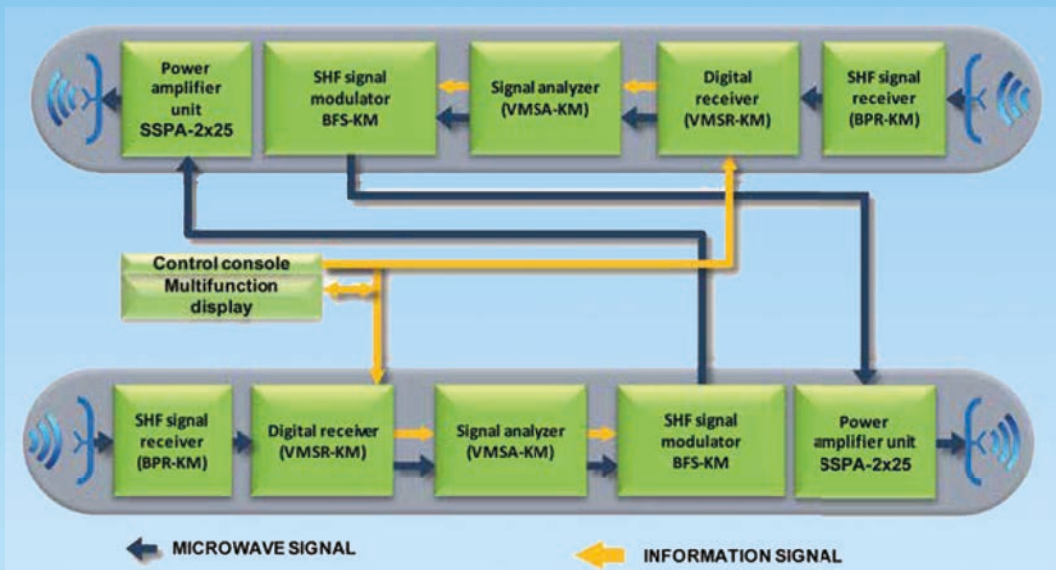 Power
amplifier
unit
SSPA-2x25
SHF signal
modulator
BFS-KM
Signal analyzer
(VMSA-KM)
Digital
receiver
(VMSR-KM)
SHF signal
receiver
(BPR-KM)
Control console
Multifunction
display
SHF signal
receiver
(BPR-KM)
Digital receiver
(VMSR-KM)
Signal analyzer
(VMSA-KM)
SHF signal
modulator
BFS-KM
Power
amplifier unit
SSPA-2x25
MICROWAVE SIGNAL
INFORMATION SIGNAL